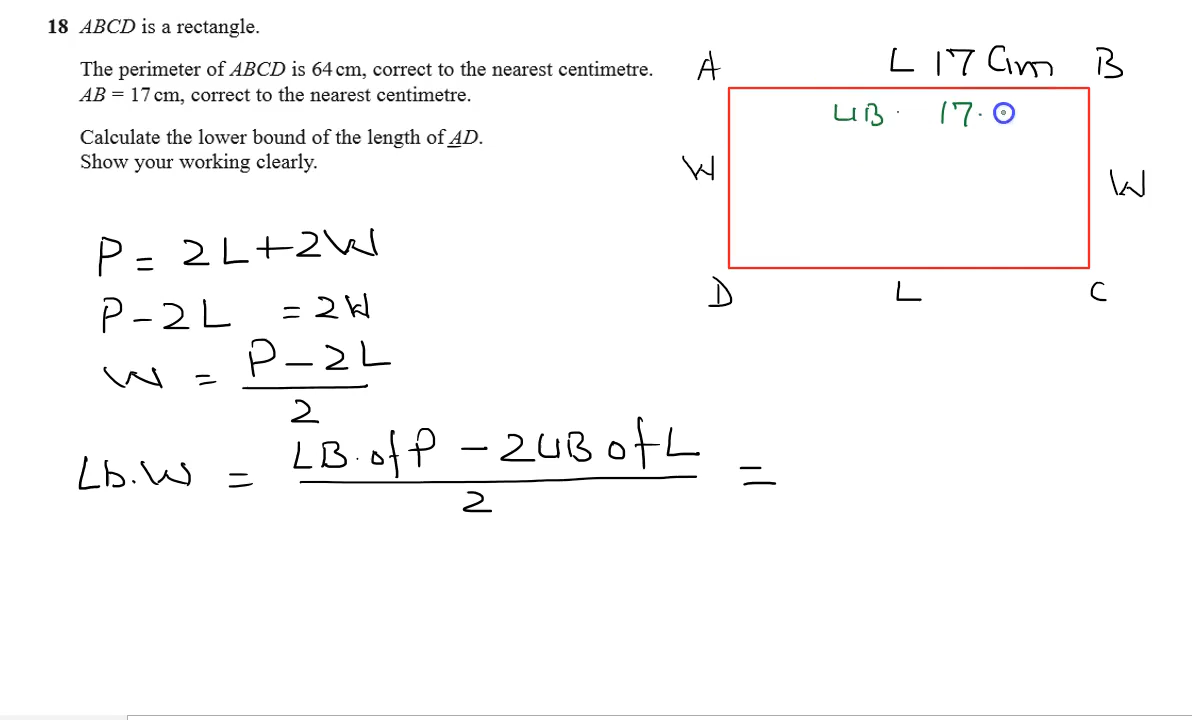 18 ABCD is a rectangle.
The perimeter of ABCD is 64 cm, correct to the nearest centimetre.
AB = 17 cm, correct to the nearest centimetre.
Calculate the lower bound of the length of AD.
Show your working clearly.
A L 17 Cm B
UB. 17.
W W
D L C
P = 2L+2W
P-2L = 2W
W = P-2L
2
Lb.W = LB.of P - 2UB of L =
2